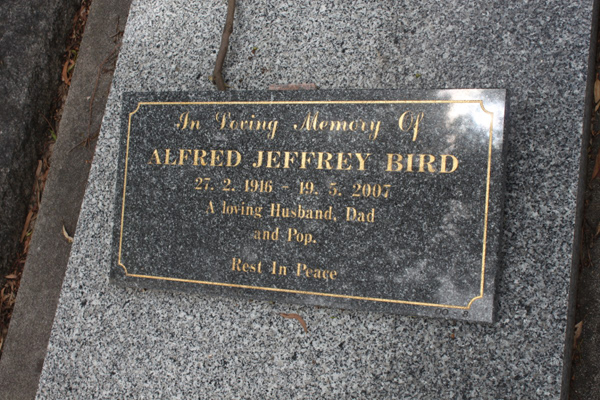 In Loving Memory Of
ALFRED JEFFREY BIRD
27. 2. 1916 - 19. 5. 2007
A loving Husband, Dad
and Pop.
Rest In Peace